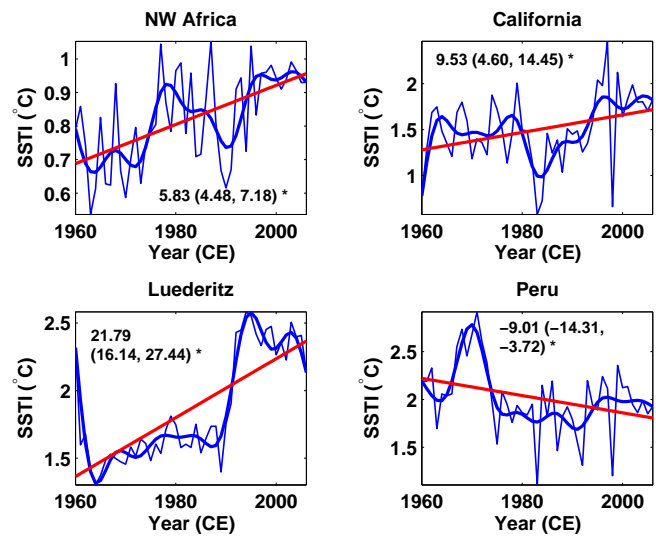 NW Africa
SSTI (°C)
1
0.9
0.8
0.7
0.6
5.83 (4.48, 7.18) *
1960
1980
2000
Year (CE)
California
SSTI (°C)
2
1.5
1
9.53 (4.60, 14.45) *
1960
1980
2000
Year (CE)
Luederitz
SSTI (°C)
2.5
2
1.5
21.79
(16.14, 27.44) *
1960
1980
2000
Year (CE)
Peru
SSTI (°C)
2.5
2
1.5
−9.01 (−14.31,
−3.72) *
1960
1980
2000
Year (CE)